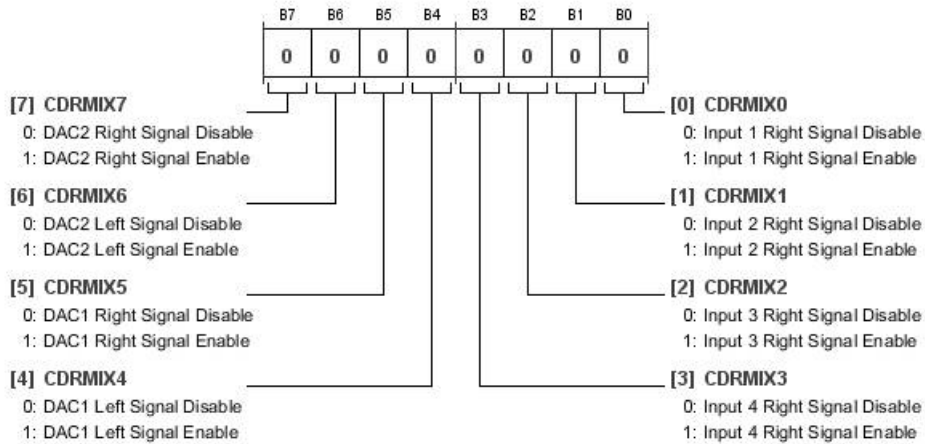 B7 B6 B5 B4 B3 B2 B1 B0
0 0 0 0 0 0 0 0
[7] CDRMIX7
0: DAC2 Right Signal Disable
1: DAC2 Right Signal Enable
[6] CDRMIX6
0: DAC2 Left Signal Disable
1: DAC2 Left Signal Enable
[5] CDRMIX5
0: DAC1 Right Signal Disable
1: DAC1 Right Signal Enable
[4] CDRMIX4
0: DAC1 Left Signal Disable
1: DAC1 Left Signal Enable
[0] CDRMIX0
0: Input 1 Right Signal Disable
1: Input 1 Right Signal Enable
[1] CDRMIX1
0: Input 2 Right Signal Disable
1: Input 2 Right Signal Enable
[2] CDRMIX2
0: Input 3 Right Signal Disable
1: Input 3 Right Signal Enable
[3] CDRMIX3
0: Input 4 Right Signal Disable
1: Input 4 Right Signal Enable